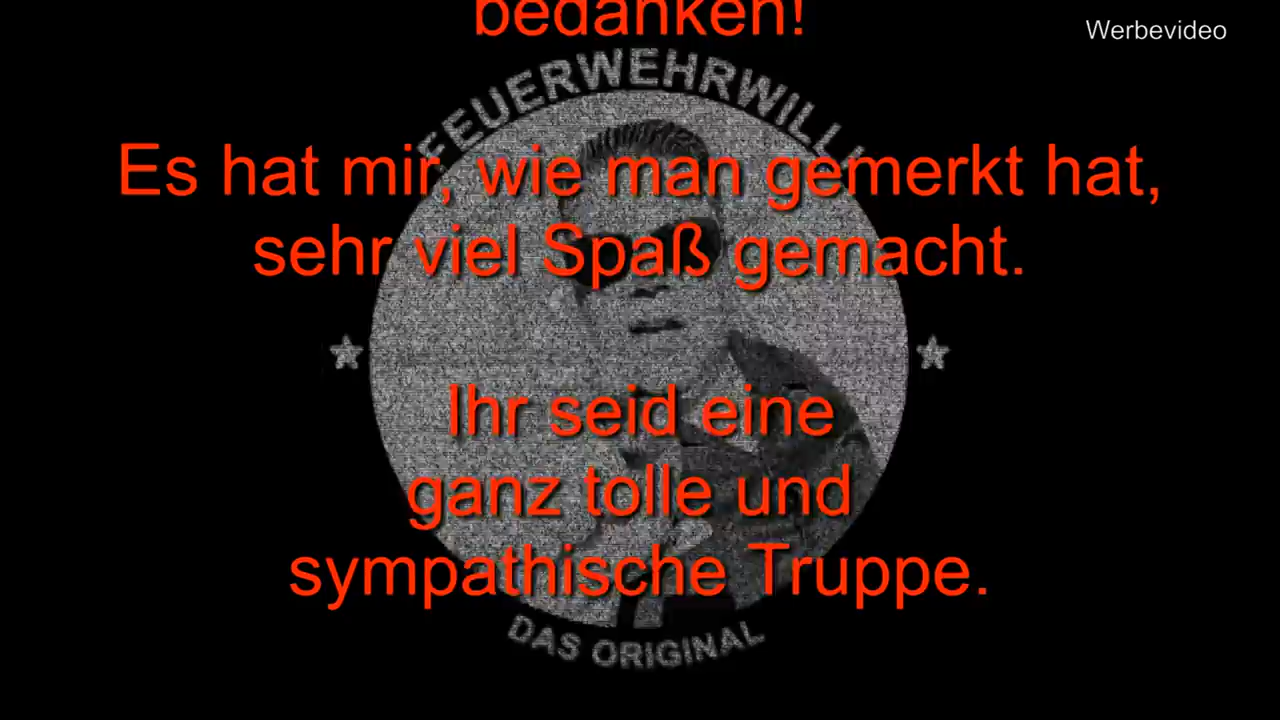 bedanken!
Werbevideo
FEUERWEHRWILLI
Es hat mir, wie man gemerkt hat,
sehr viel Spaß gemacht.
Ihr seid eine
ganz tolle und
sympathische Truppe.
DAS ORIGINAL